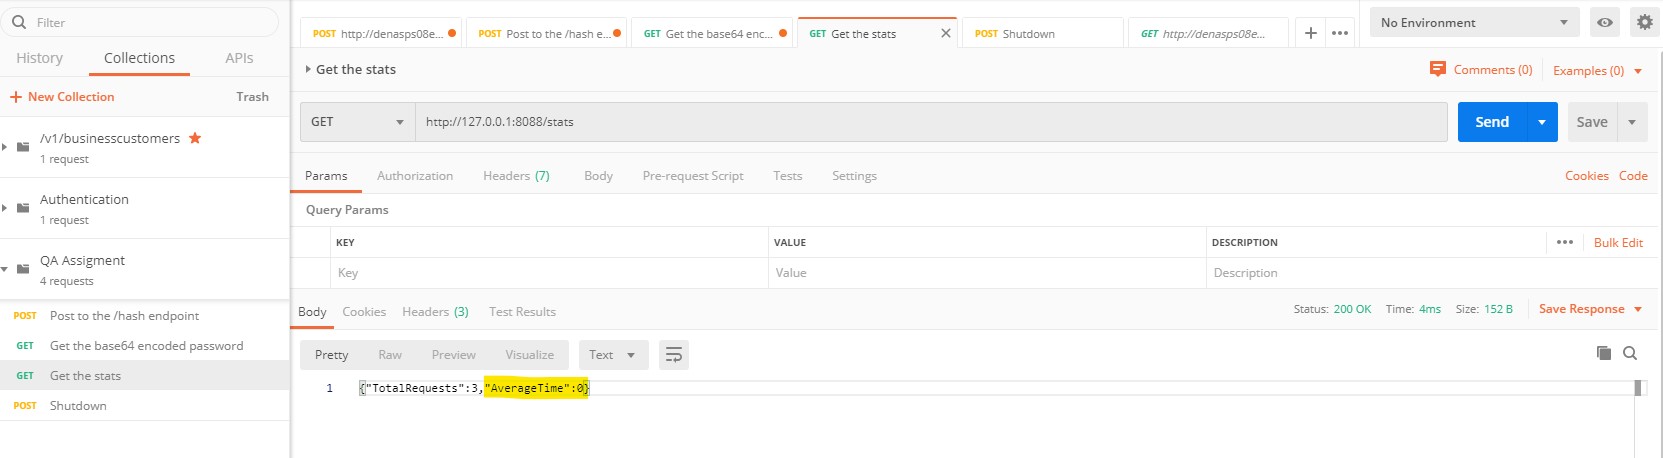 Filter
History Collections APIs
+ New Collection Trash
/v1/businesscustomers
1 request
Authentication
1 request
QA Assigment
4 requests
POST Post to the /hash endpoint
GET Get the base64 encoded password
GET Get the stats
POST Shutdown
POST http://denasps08e... POST Post to the /hash e... GET Get the base64 enc... GET Get the stats POST Shutdown GET http://denasps08e... No Environment
Get the stats Comments (0) Examples (0)
GET http://127.0.0.1:8088/stats Send Save
Params Authorization Headers (7) Body Pre-request Script Tests Settings Cookies Code
Query Params
KEY VALUE DESCRIPTION Bulk Edit
Key Value Description
Body Cookies Headers (3) Test Results Status: 200 OK Time: 4ms Size: 152 B Save Response
Pretty Raw Preview Visualize Text
1 {"TotalRequests":3,"AverageTime":0}